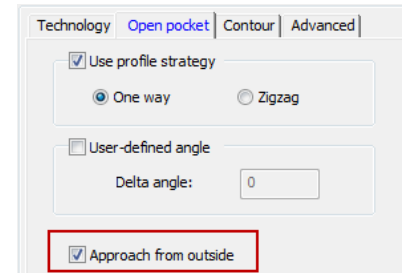 Technology Open pocket Contour Advanced
Use profile strategy
One way Zigzag
User-defined angle
Delta angle: 0
Approach from outside